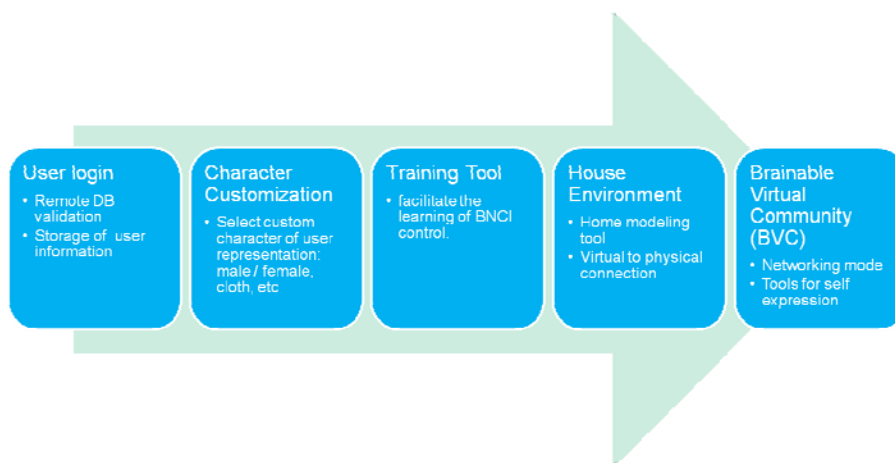 User login
• Remote DB
validation
• Storage of user
information
Character
Customization
• Select custom
character of user
representation:
male / female,
cloth, etc
Training Tool
• facilitate the
learning of BNCI
control.
House
Environment
• Home modeling
tool
• Virtual to physical
connection
Brainable
Virtual
Community
(BVC)
• Networking mode
• Tools for self
expression